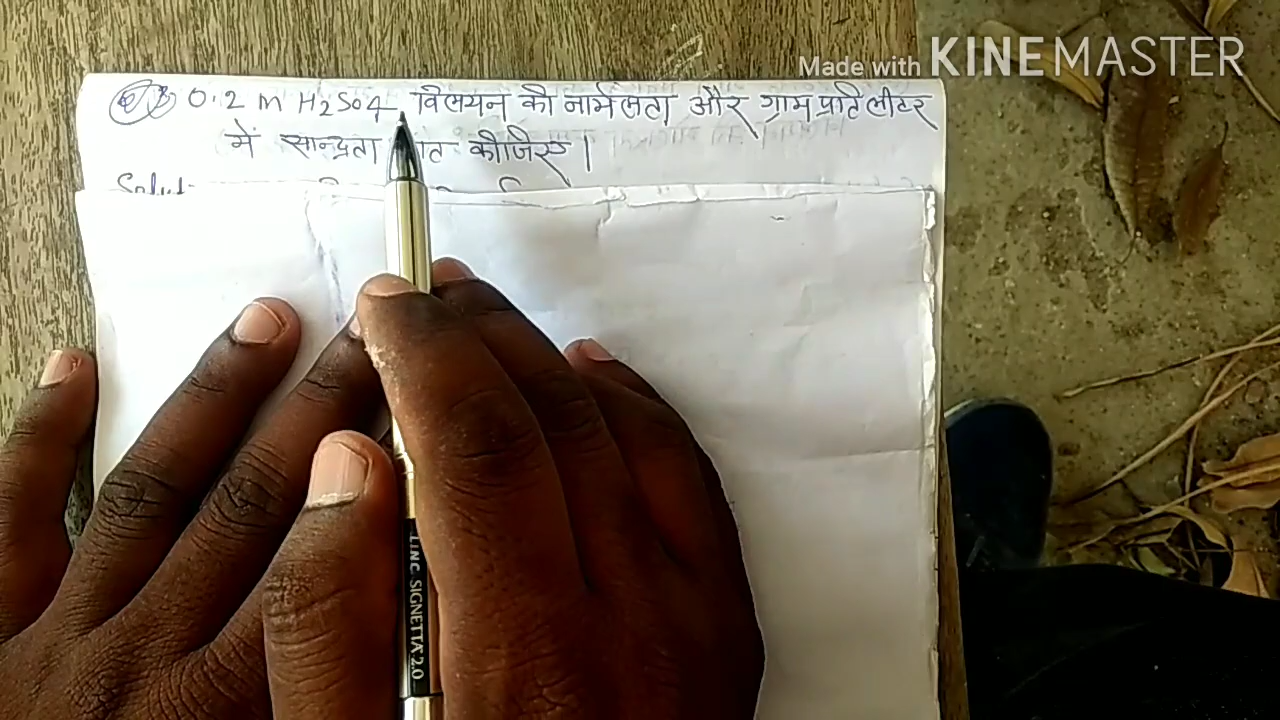 Made with KINEMASTER
0.2 m H2SO4 विलयन की नार्मलता और ग्राम प्रति लीटर
में सान्द्रता कीजिए।
LINC SIGNETTA 2.0